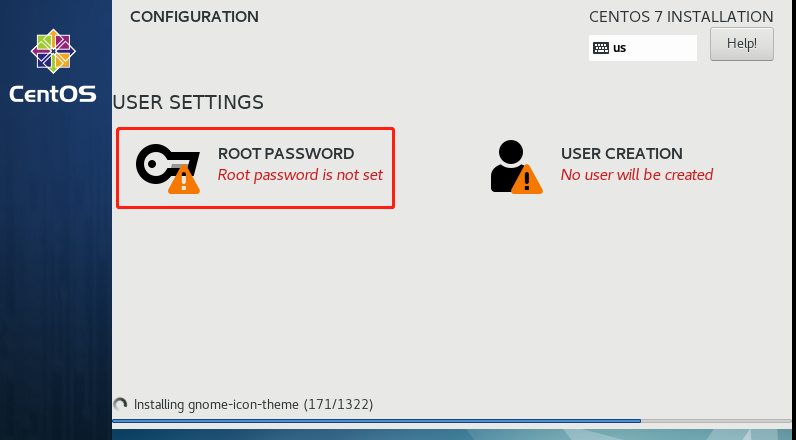 CONFIGURATION
CENTOS 7 INSTALLATION
us
Help!
CentOS
USER SETTINGS
ROOT PASSWORD
Root password is not set
USER CREATION
No user will be created
Installing gnome-icon-theme (171/1322)